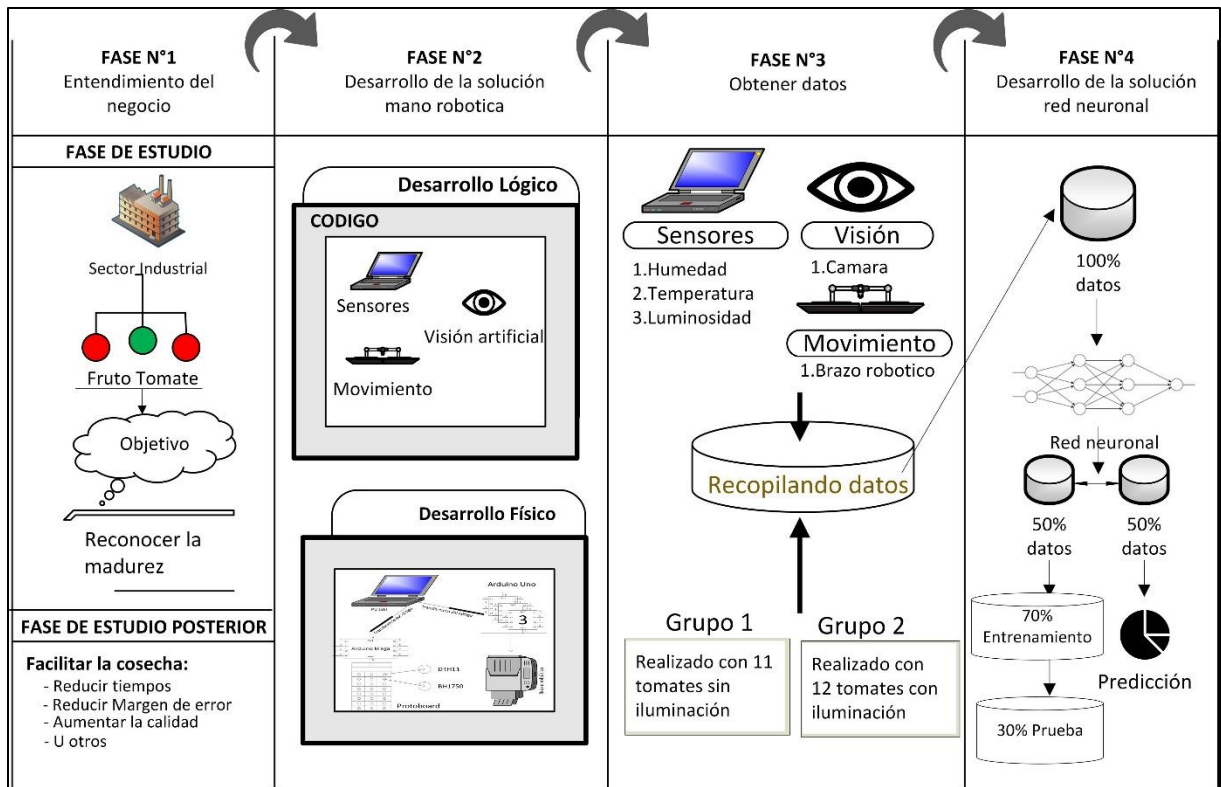 FASE N°1
Entendimiento del
negocio
FASE DE ESTUDIO
Sector Industrial
Fruto Tomate
Objetivo
Reconocer la
madurez
FASE DE ESTUDIO POSTERIOR
Facilitar la cosecha:
- Reducir tiempos
- Reducir Margen de error
- Aumentar la calidad
- U otros
FASE N°2
Desarrollo de la solución
mano robotica
Desarrollo Lógico
CODIGO
Sensores
Visión artificial
Movimiento
Desarrollo Físico
Arduino Uno
3
Arduino Mega
DTH11
BH1750
Protoboard
FASE N°3
Obtener datos
Sensores
1.Humedad
2.Temperatura
3.Luminosidad
Visión
1.Camara
Movimiento
1.Brazo robotico
Recopilando datos
Grupo 1
Realizado con 11
tomates sin
iluminación
Grupo 2
Realizado con
12 tomates con
iluminación
FASE N°4
Desarrollo de la solución
red neuronal
100%
datos
Red neuronal
50%
datos
50%
datos
70%
Entrenamiento
30% Prueba
Predicción